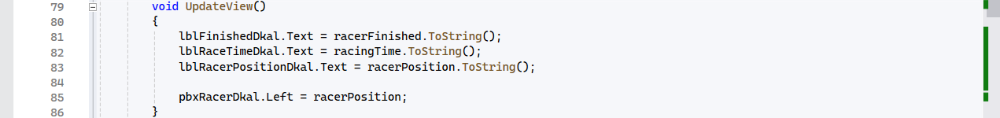 79 void UpdateView()
80 {
81 lblFinishedDkal.Text = racerFinished.ToString();
82 lblRaceTimeDkal.Text = racingTime.ToString();
83 lblRacerPositionDkal.Text = racerPosition.ToString();
84
85 pbxRacerDkal.Left = racerPosition;
86 }